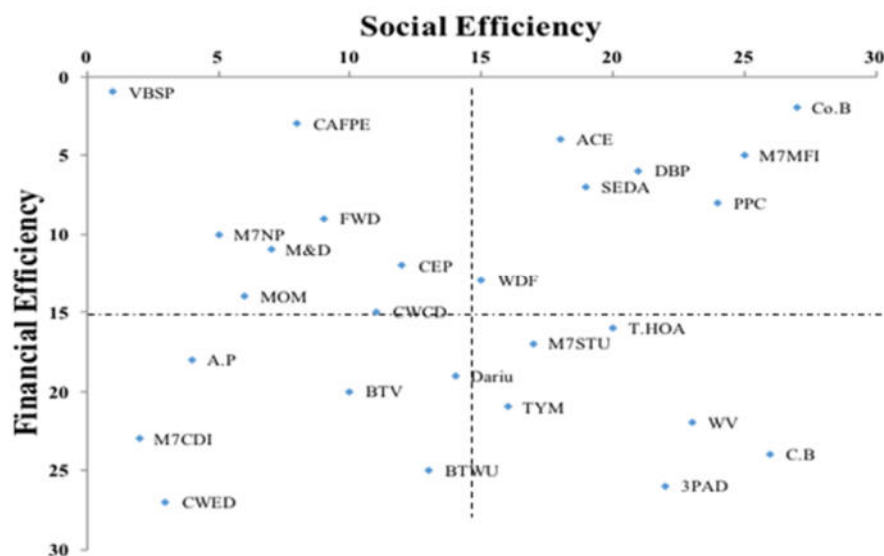 Social Efficiency
0 5 10 15 20 25 30
0
VBSP
Co.B
CAFPE
ACE
5
M7MFI
DBP
SEDA
PPC
FWD
10
M7NP
M&D
CEP
WDF
MOM
15
CWCD
T.HOA
M7STU
A.P
Dariu
20
BTV
TYM
WV
M7CDI
C.B
25
BTWU
3PAD
CWED
30
Financial Efficiency